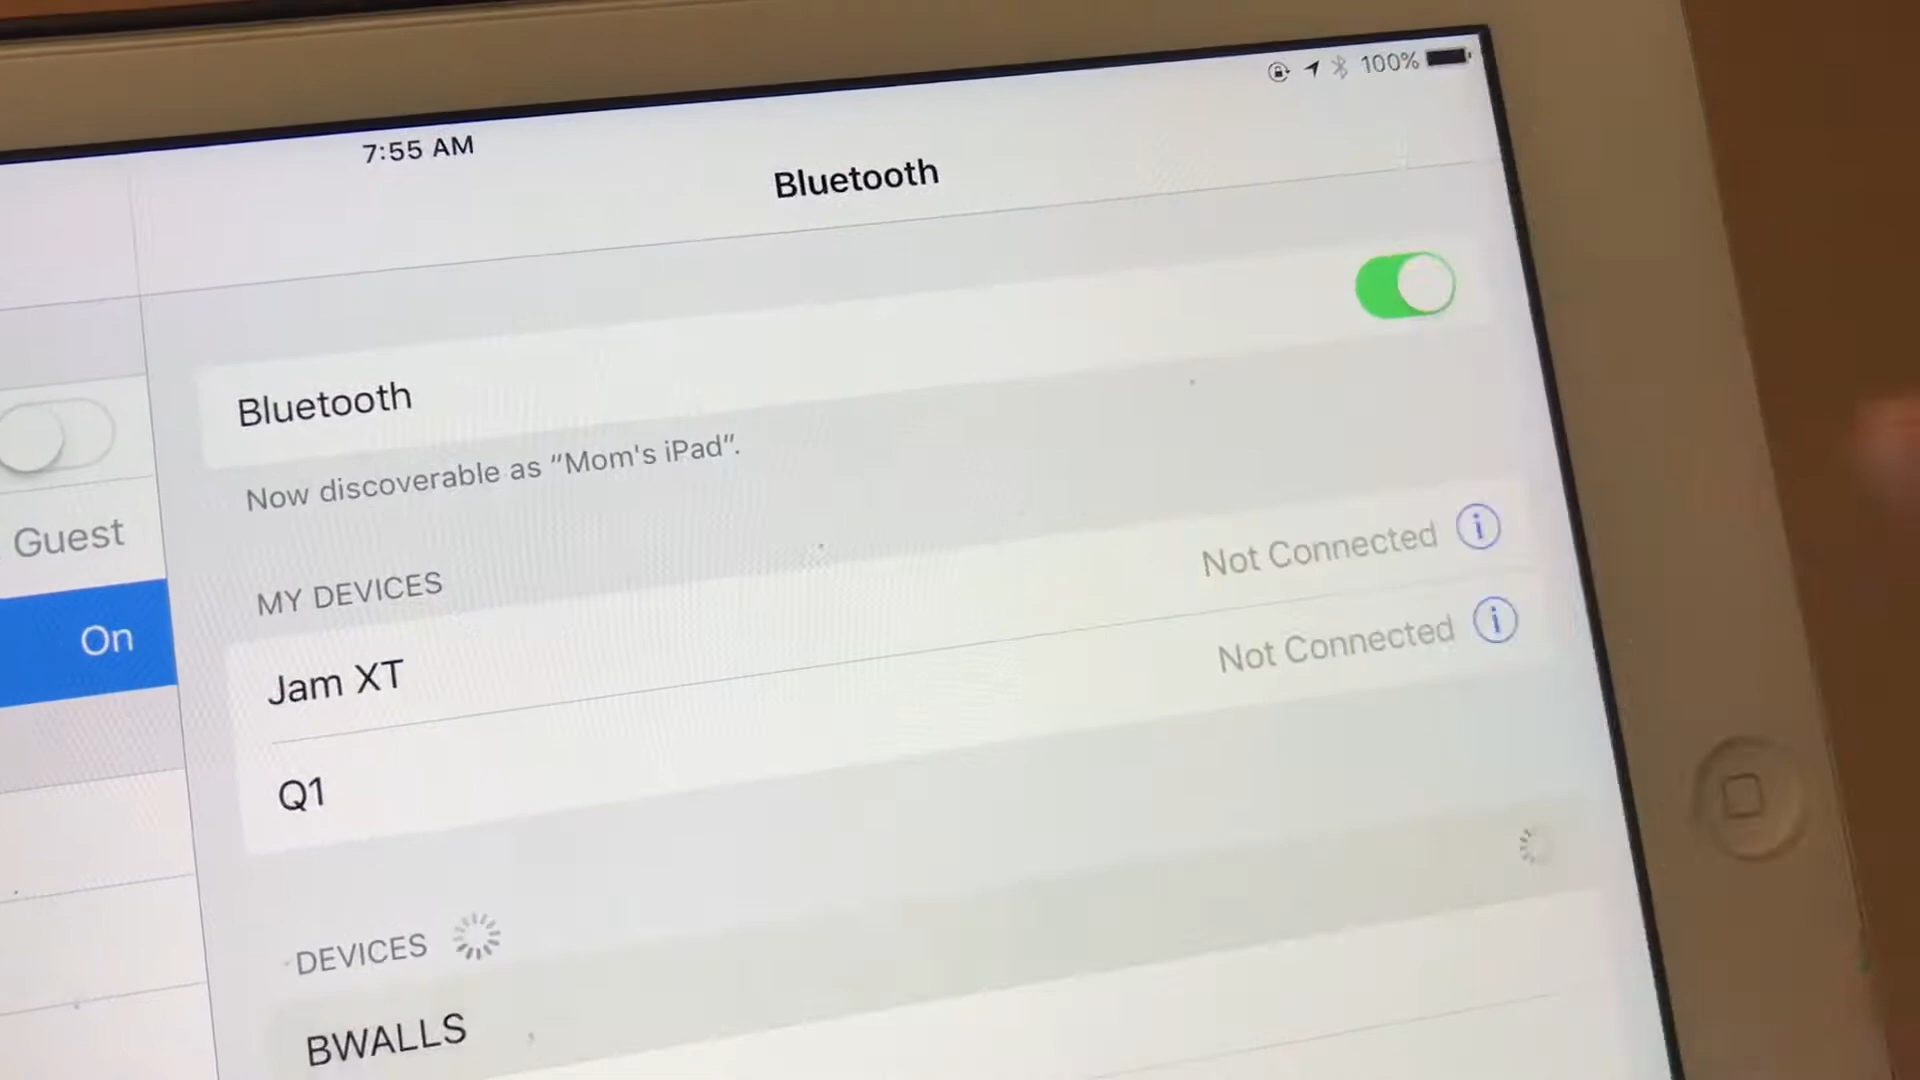 7:55 AM
100%
Bluetooth
Bluetooth
Now discoverable as “Mom's iPad”.
Guest
MY DEVICES
On
Jam XT Not Connected
Q1 Not Connected
DEVICES
BWALLS